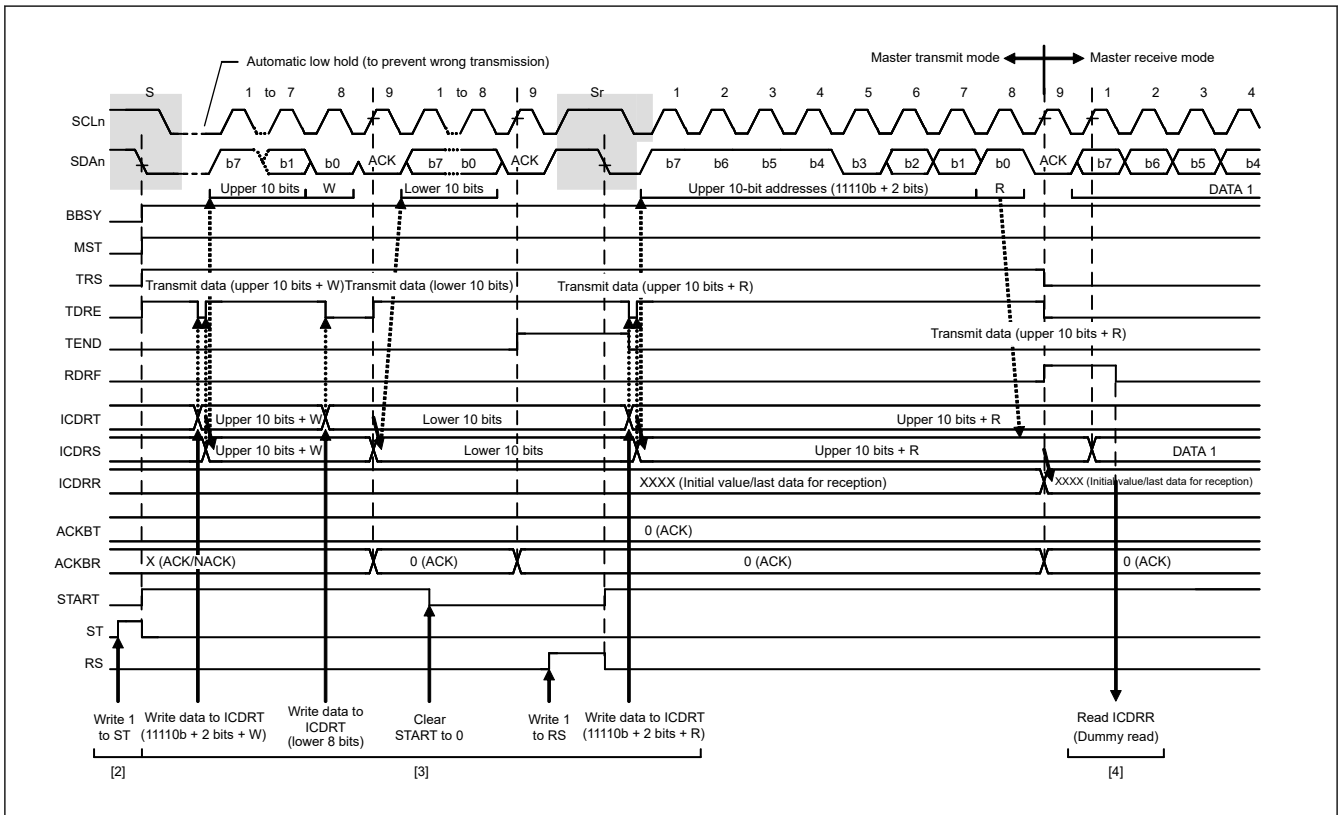 Automatic low hold (to prevent wrong transmission)
Master transmit mode Master receive mode
S 1 to 7 8 9 1 to 8 9 Sr 1 2 3 4 5 6 7 8 9 1 2 3 4
SCLn
SDAn b7 b1 b0 ACK b7 b0 ACK b7 b6 b5 b4 b3 b2 b1 b0 ACK b7 b6 b5 b4
Upper 10 bits W Lower 10 bits Upper 10-bit addresses (11110b + 2 bits) R DATA 1
BBSY
MST
TRS
Transmit data (upper 10 bits + W) Transmit data (lower 10 bits) Transmit data (upper 10 bits + R)
TDRE
Transmit data (upper 10 bits + R)
TEND
RDRF
ICDRT Upper 10 bits + W Lower 10 bits Upper 10 bits + R
ICDRS Upper 10 bits + W Lower 10 bits Upper 10 bits + R DATA 1
ICDRR XXXX (Initial value/last data for reception) XXXX (Initial value/last data for reception)
ACKBT 0 (ACK)
ACKBR X (ACK/NACK) 0 (ACK) 0 (ACK) 0 (ACK)
START
ST
RS
Write 1
to ST
Write data to ICDRT
(11110b + 2 bits + W)
Write data to
ICDRT
(lower 8 bits)
Clear
START to 0
Write 1
to RS
Write data to ICDRT
(11110b + 2 bits + R)
Read ICDRR
(Dummy read)
[2] [3] [4]